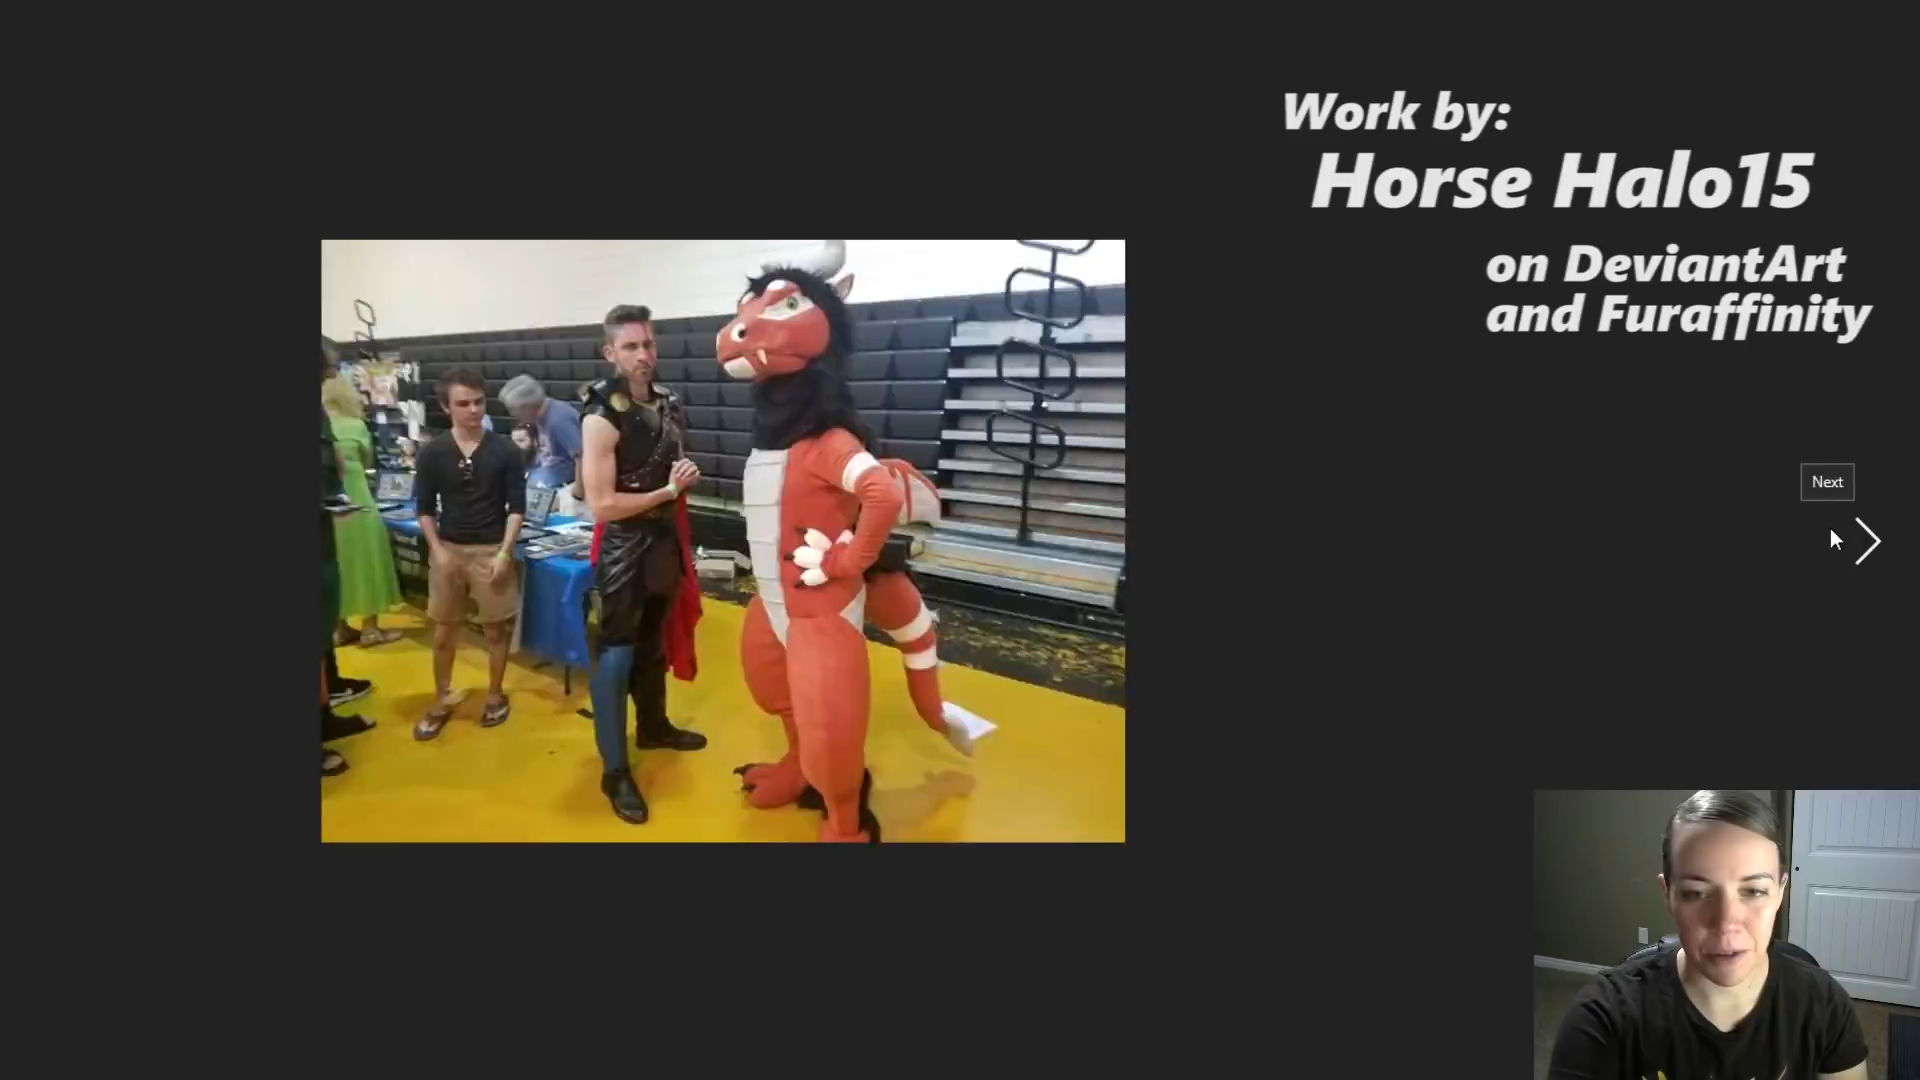 Work by:
Horse Halo15
on DeviantArt
and Furaffinity
Next